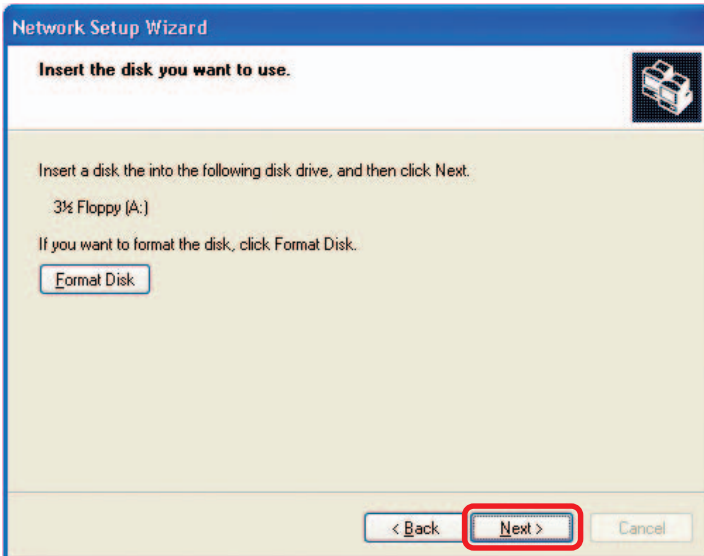 Network Setup Wizard
Insert the disk you want to use.
Insert a disk the into the following disk drive, and then click Next.
3½ Floppy (A:)
If you want to format the disk, click Format Disk.
Format Disk
< Back Next > Cancel